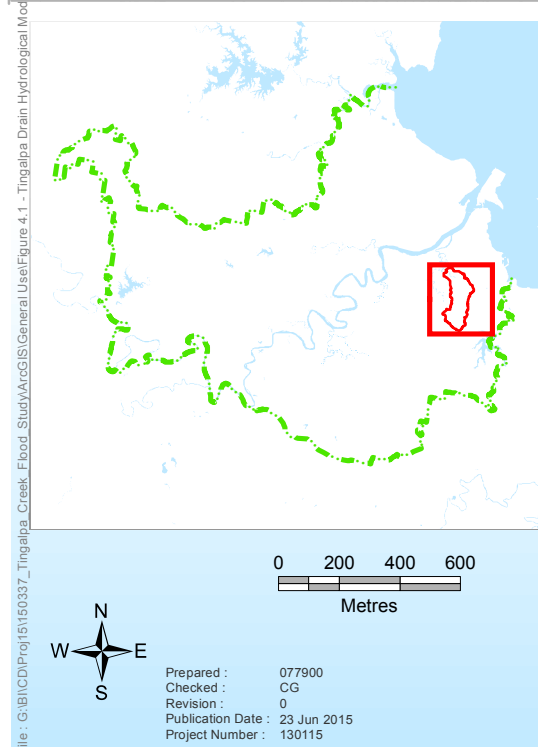 ile : G:\BI\CD\Proj15\150337_Tingalpa_Creek_Flood_Study\ArcGIS\General Use\Figure 4.1 - Tingalpa Drain Hydrological Mod
0 200 400 600
Metres
N
W E
S
Prepared : 077900
Checked : CG
Revision : 0
Publication Date : 23 Jun 2015
Project Number : 130115